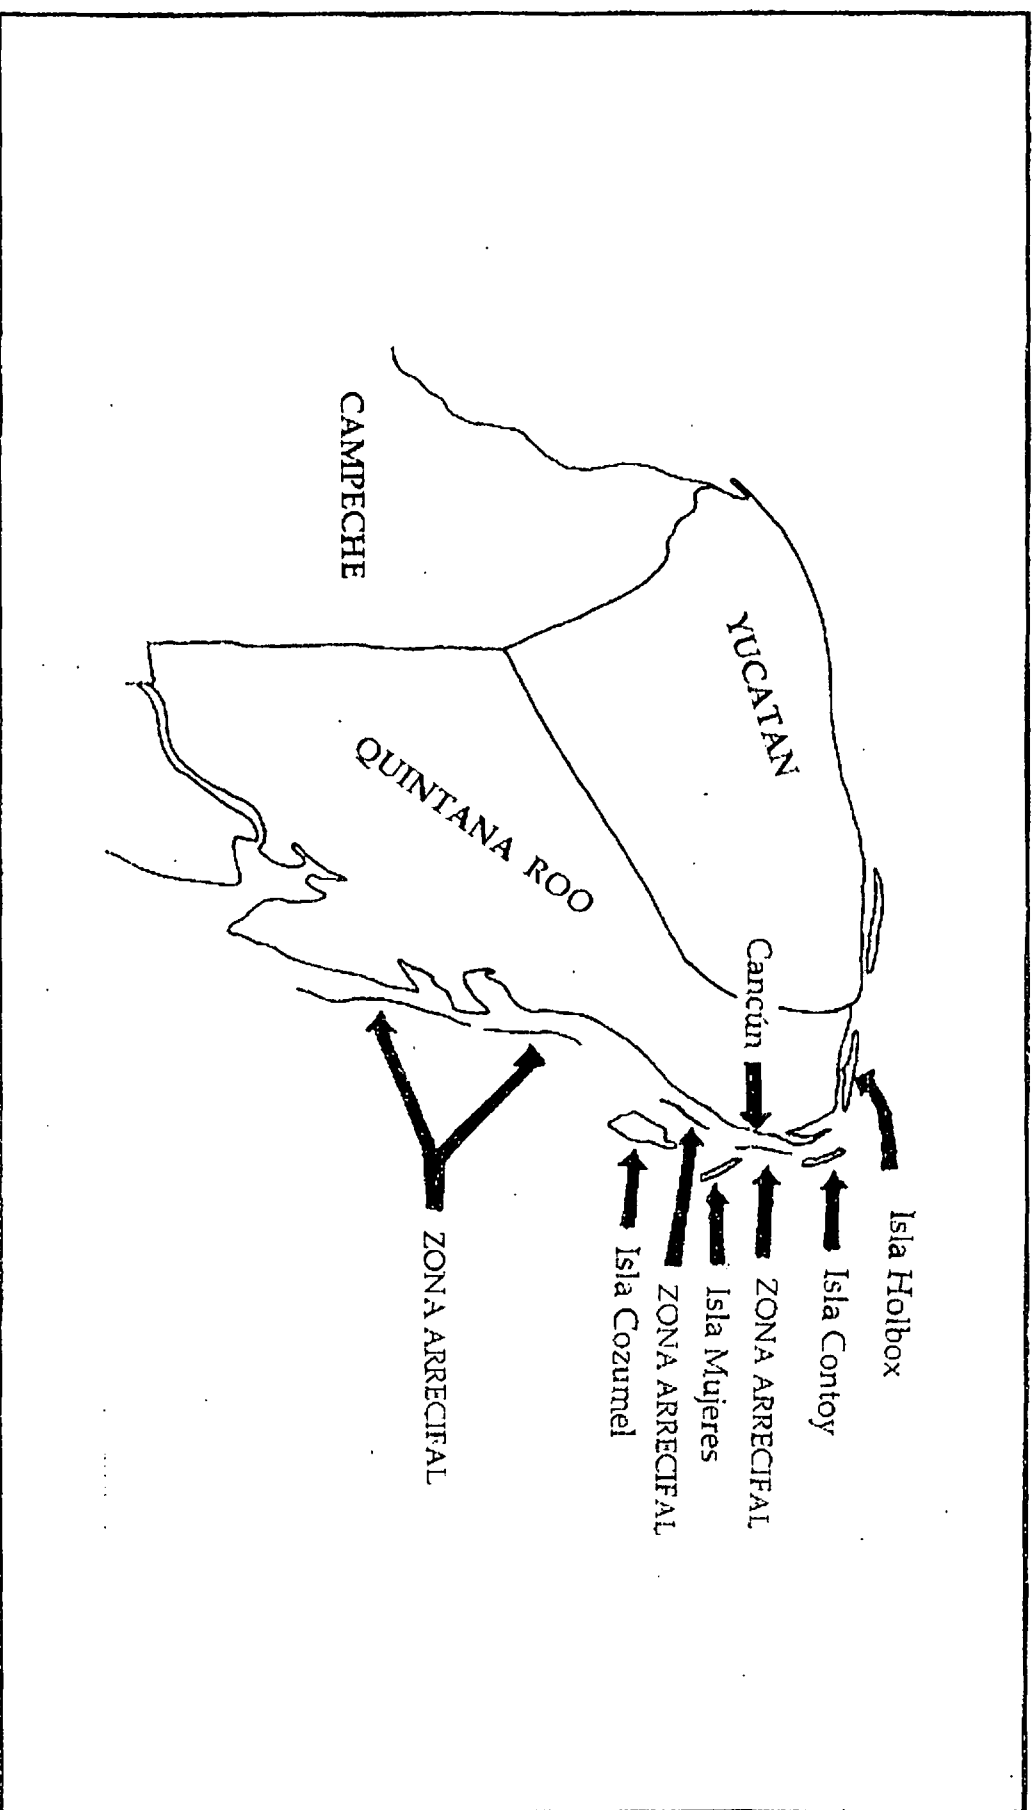 Isla Holbox
Isla Contoy
YUCATAN
Cancún
ZONA ARRECIFAL
Isla Mujeres
ZONA ARRECIFAL
Isla Cozumel
QUINTANA ROO
ZONA ARRECIFAL
CAMPECHE